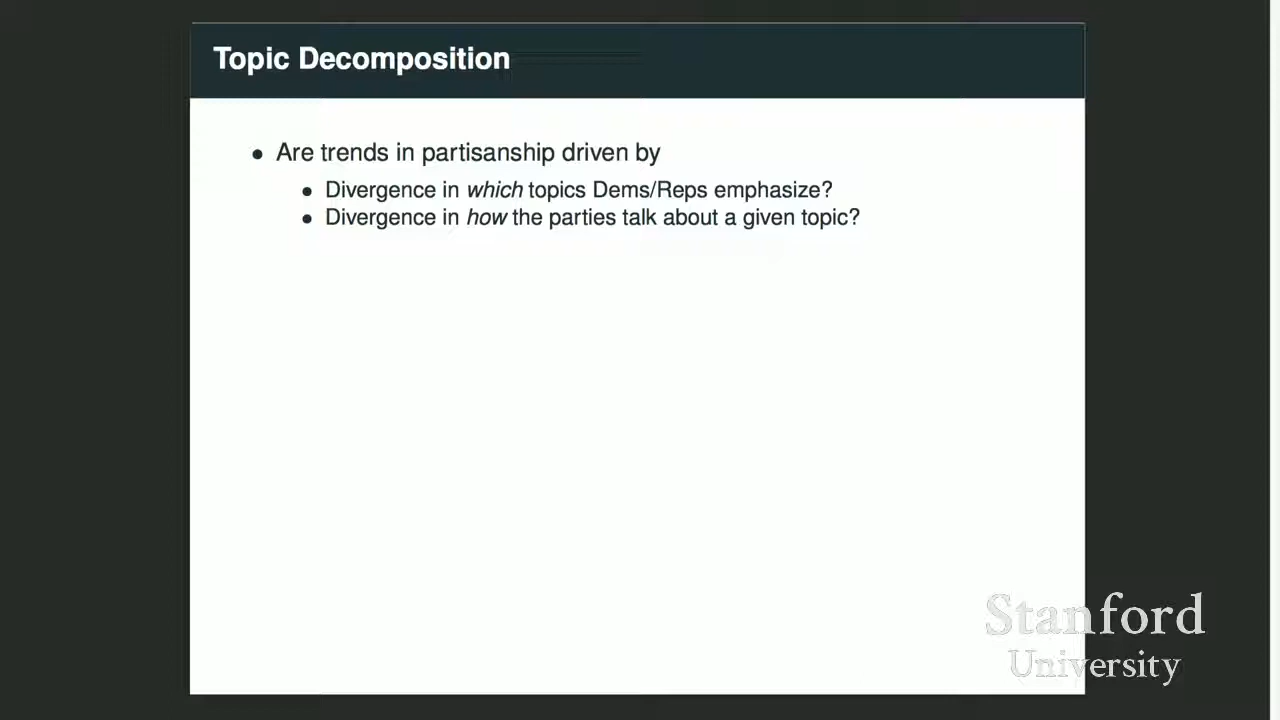 Topic Decomposition
• Are trends in partisanship driven by
• Divergence in which topics Dems/Reps emphasize?
• Divergence in how the parties talk about a given topic?
Stanford
University